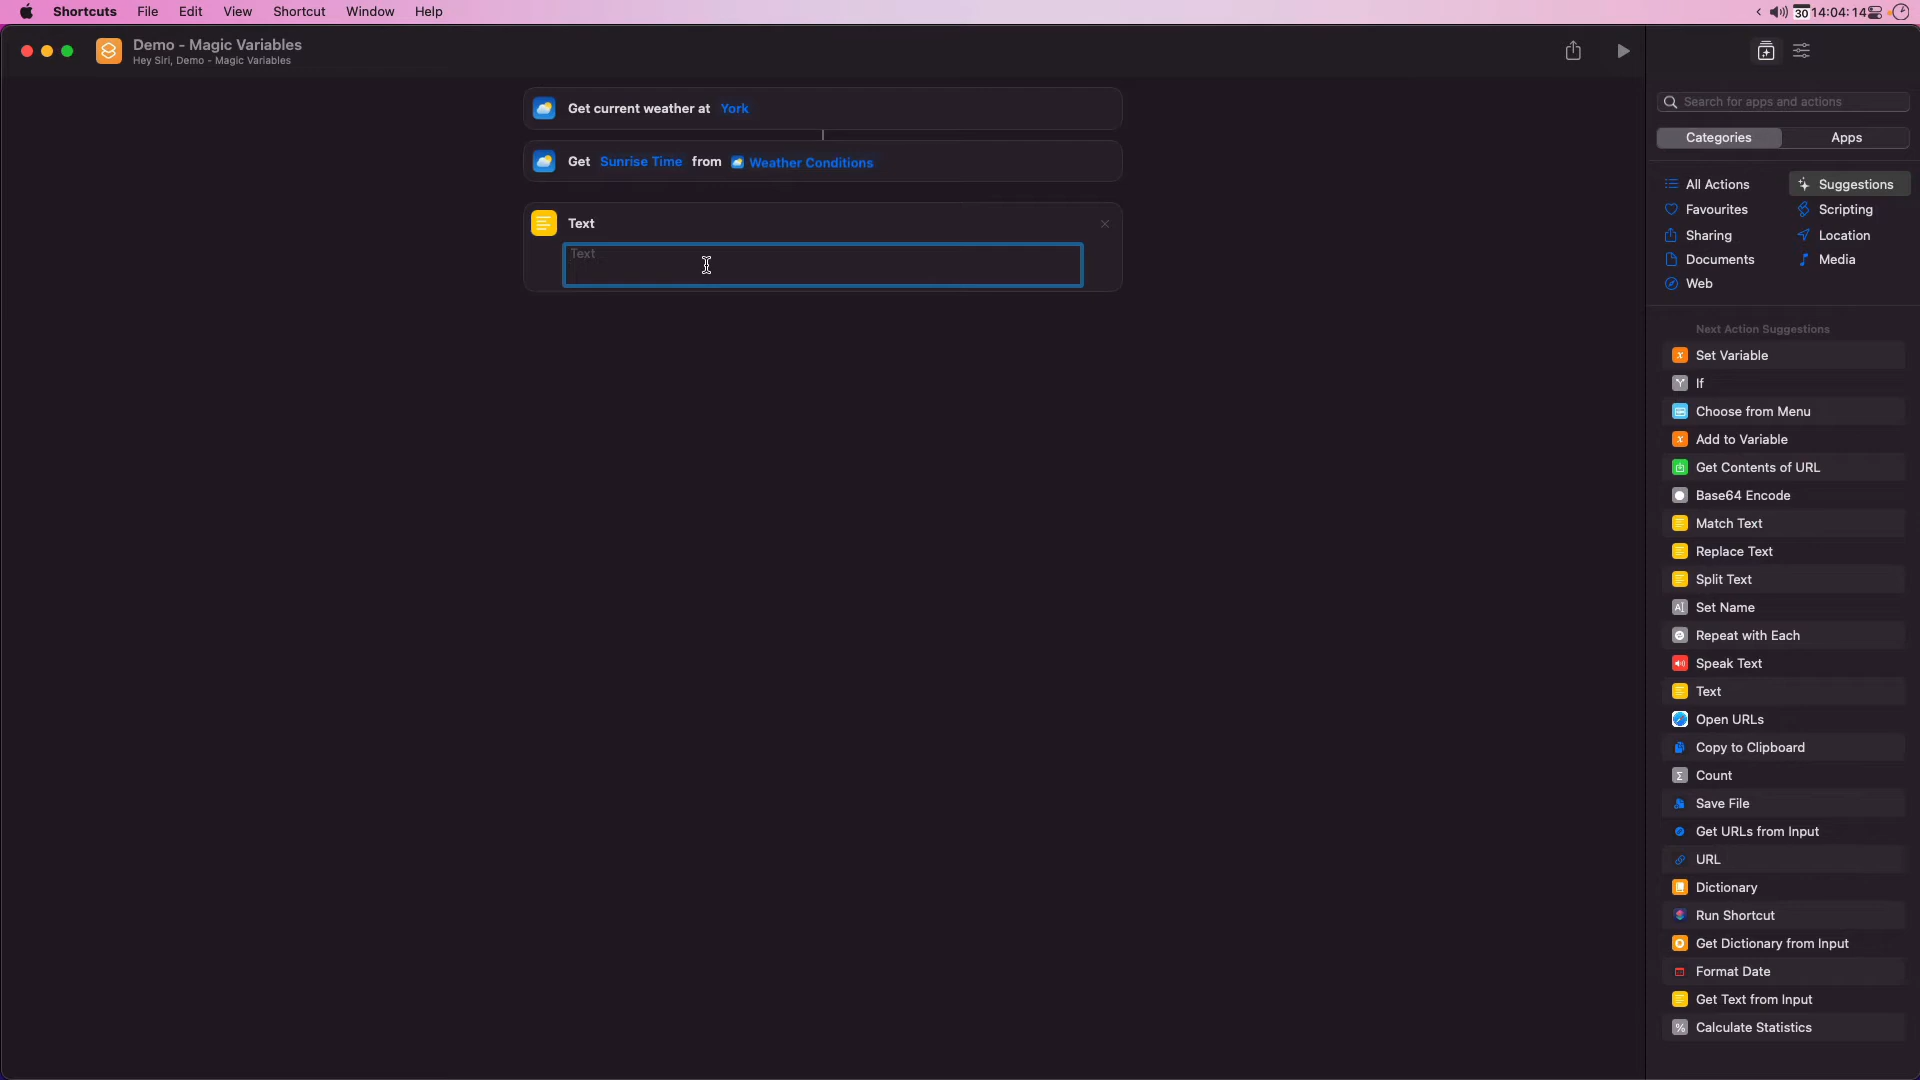 Shortcuts File Edit View Shortcut Window Help 30 14:04:14
Demo - Magic Variables
Hey Siri, Demo - Magic Variables
Get current weather at York
Get Sunrise Time from Weather Conditions
Text
Text
Search for apps and actions
Categories Apps
All Actions Suggestions
Favourites Scripting
Sharing Location
Documents Media
Web
Next Action Suggestions
Set Variable
If
Choose from Menu
Add to Variable
Get Contents of URL
Base64 Encode
Match Text
Replace Text
Split Text
Set Name
Repeat with Each
Speak Text
Text
Open URLs
Copy to Clipboard
Count
Save File
Get URLs from Input
URL
Dictionary
Run Shortcut
Get Dictionary from Input
Format Date
Get Text from Input
Calculate Statistics